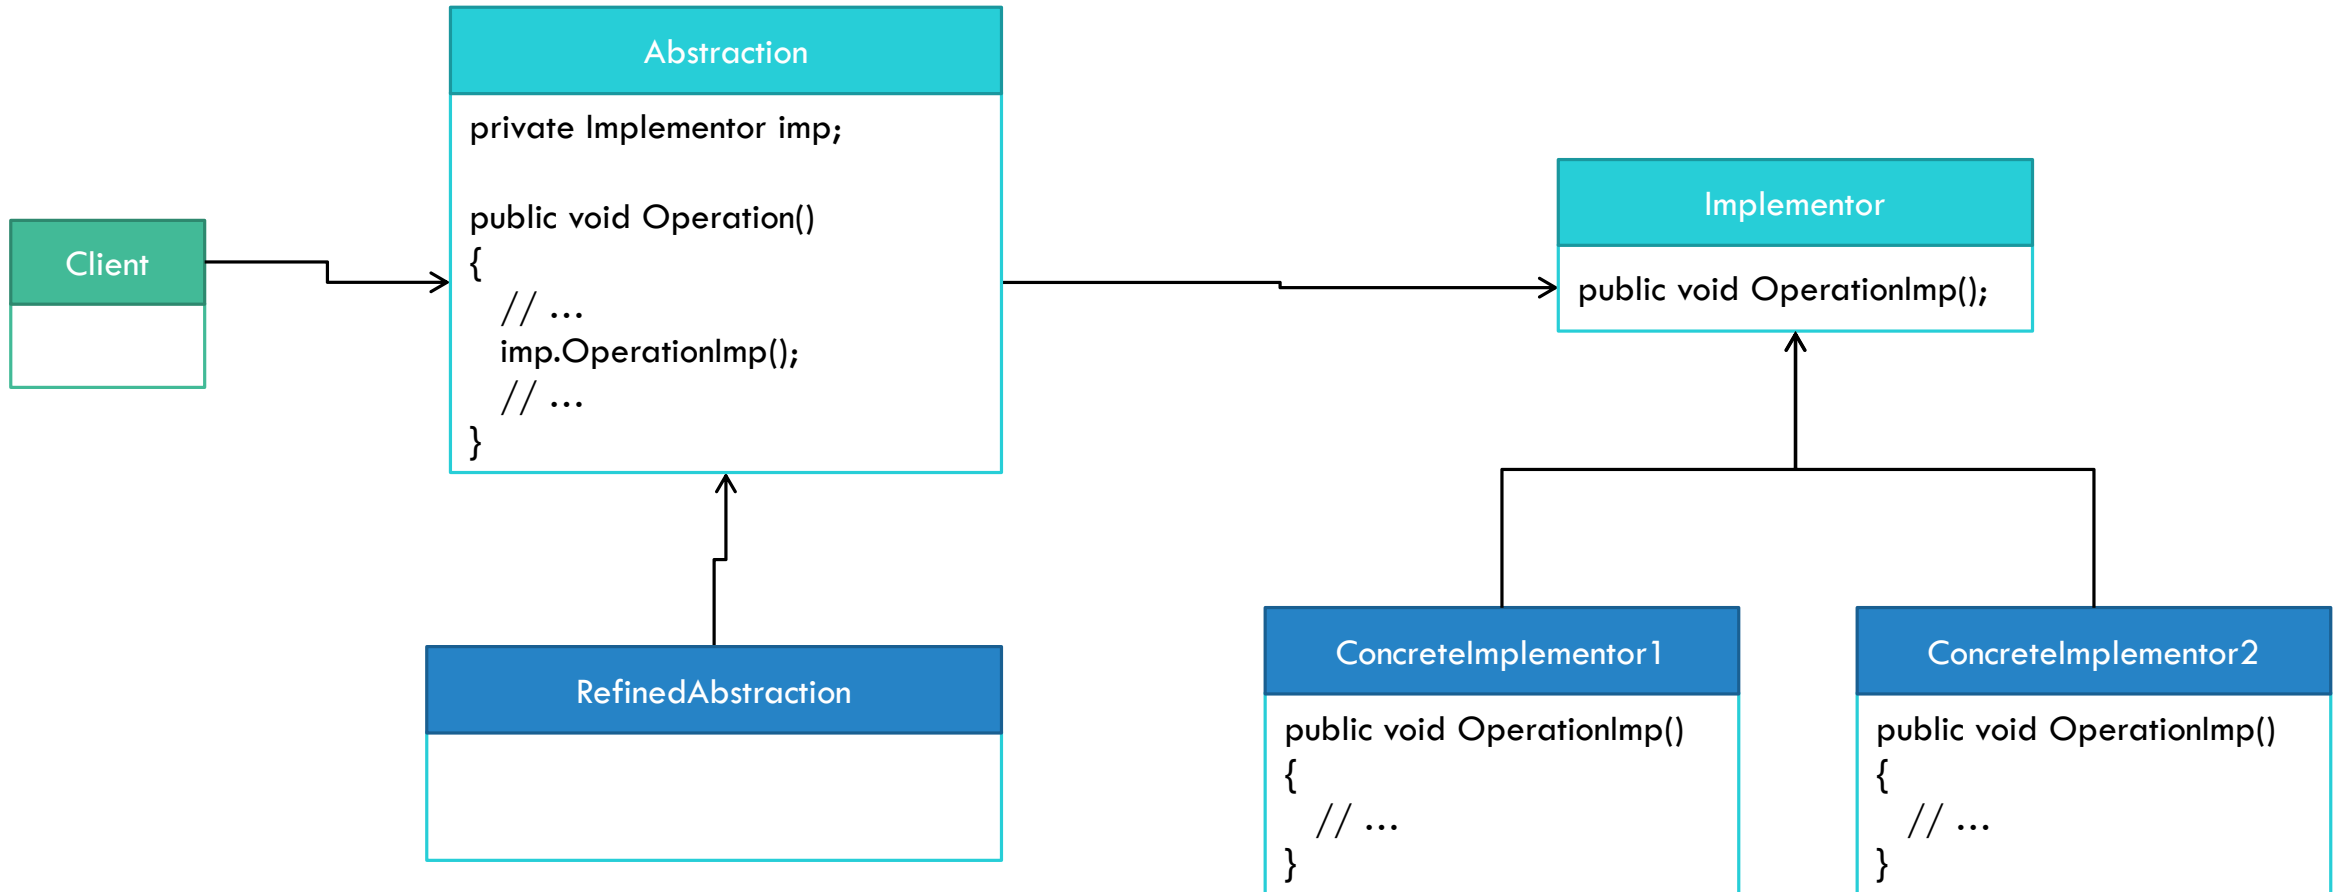 Abstraction
private Implementor imp;
public void Operation()
{
// ...
imp.OperationImp();
// ...
}
Client
Implementor
public void OperationImp();
RefinedAbstraction
ConcreteImplementor1
public void OperationImp()
{
// ...
}
ConcreteImplementor2
public void OperationImp()
{
// ...
}